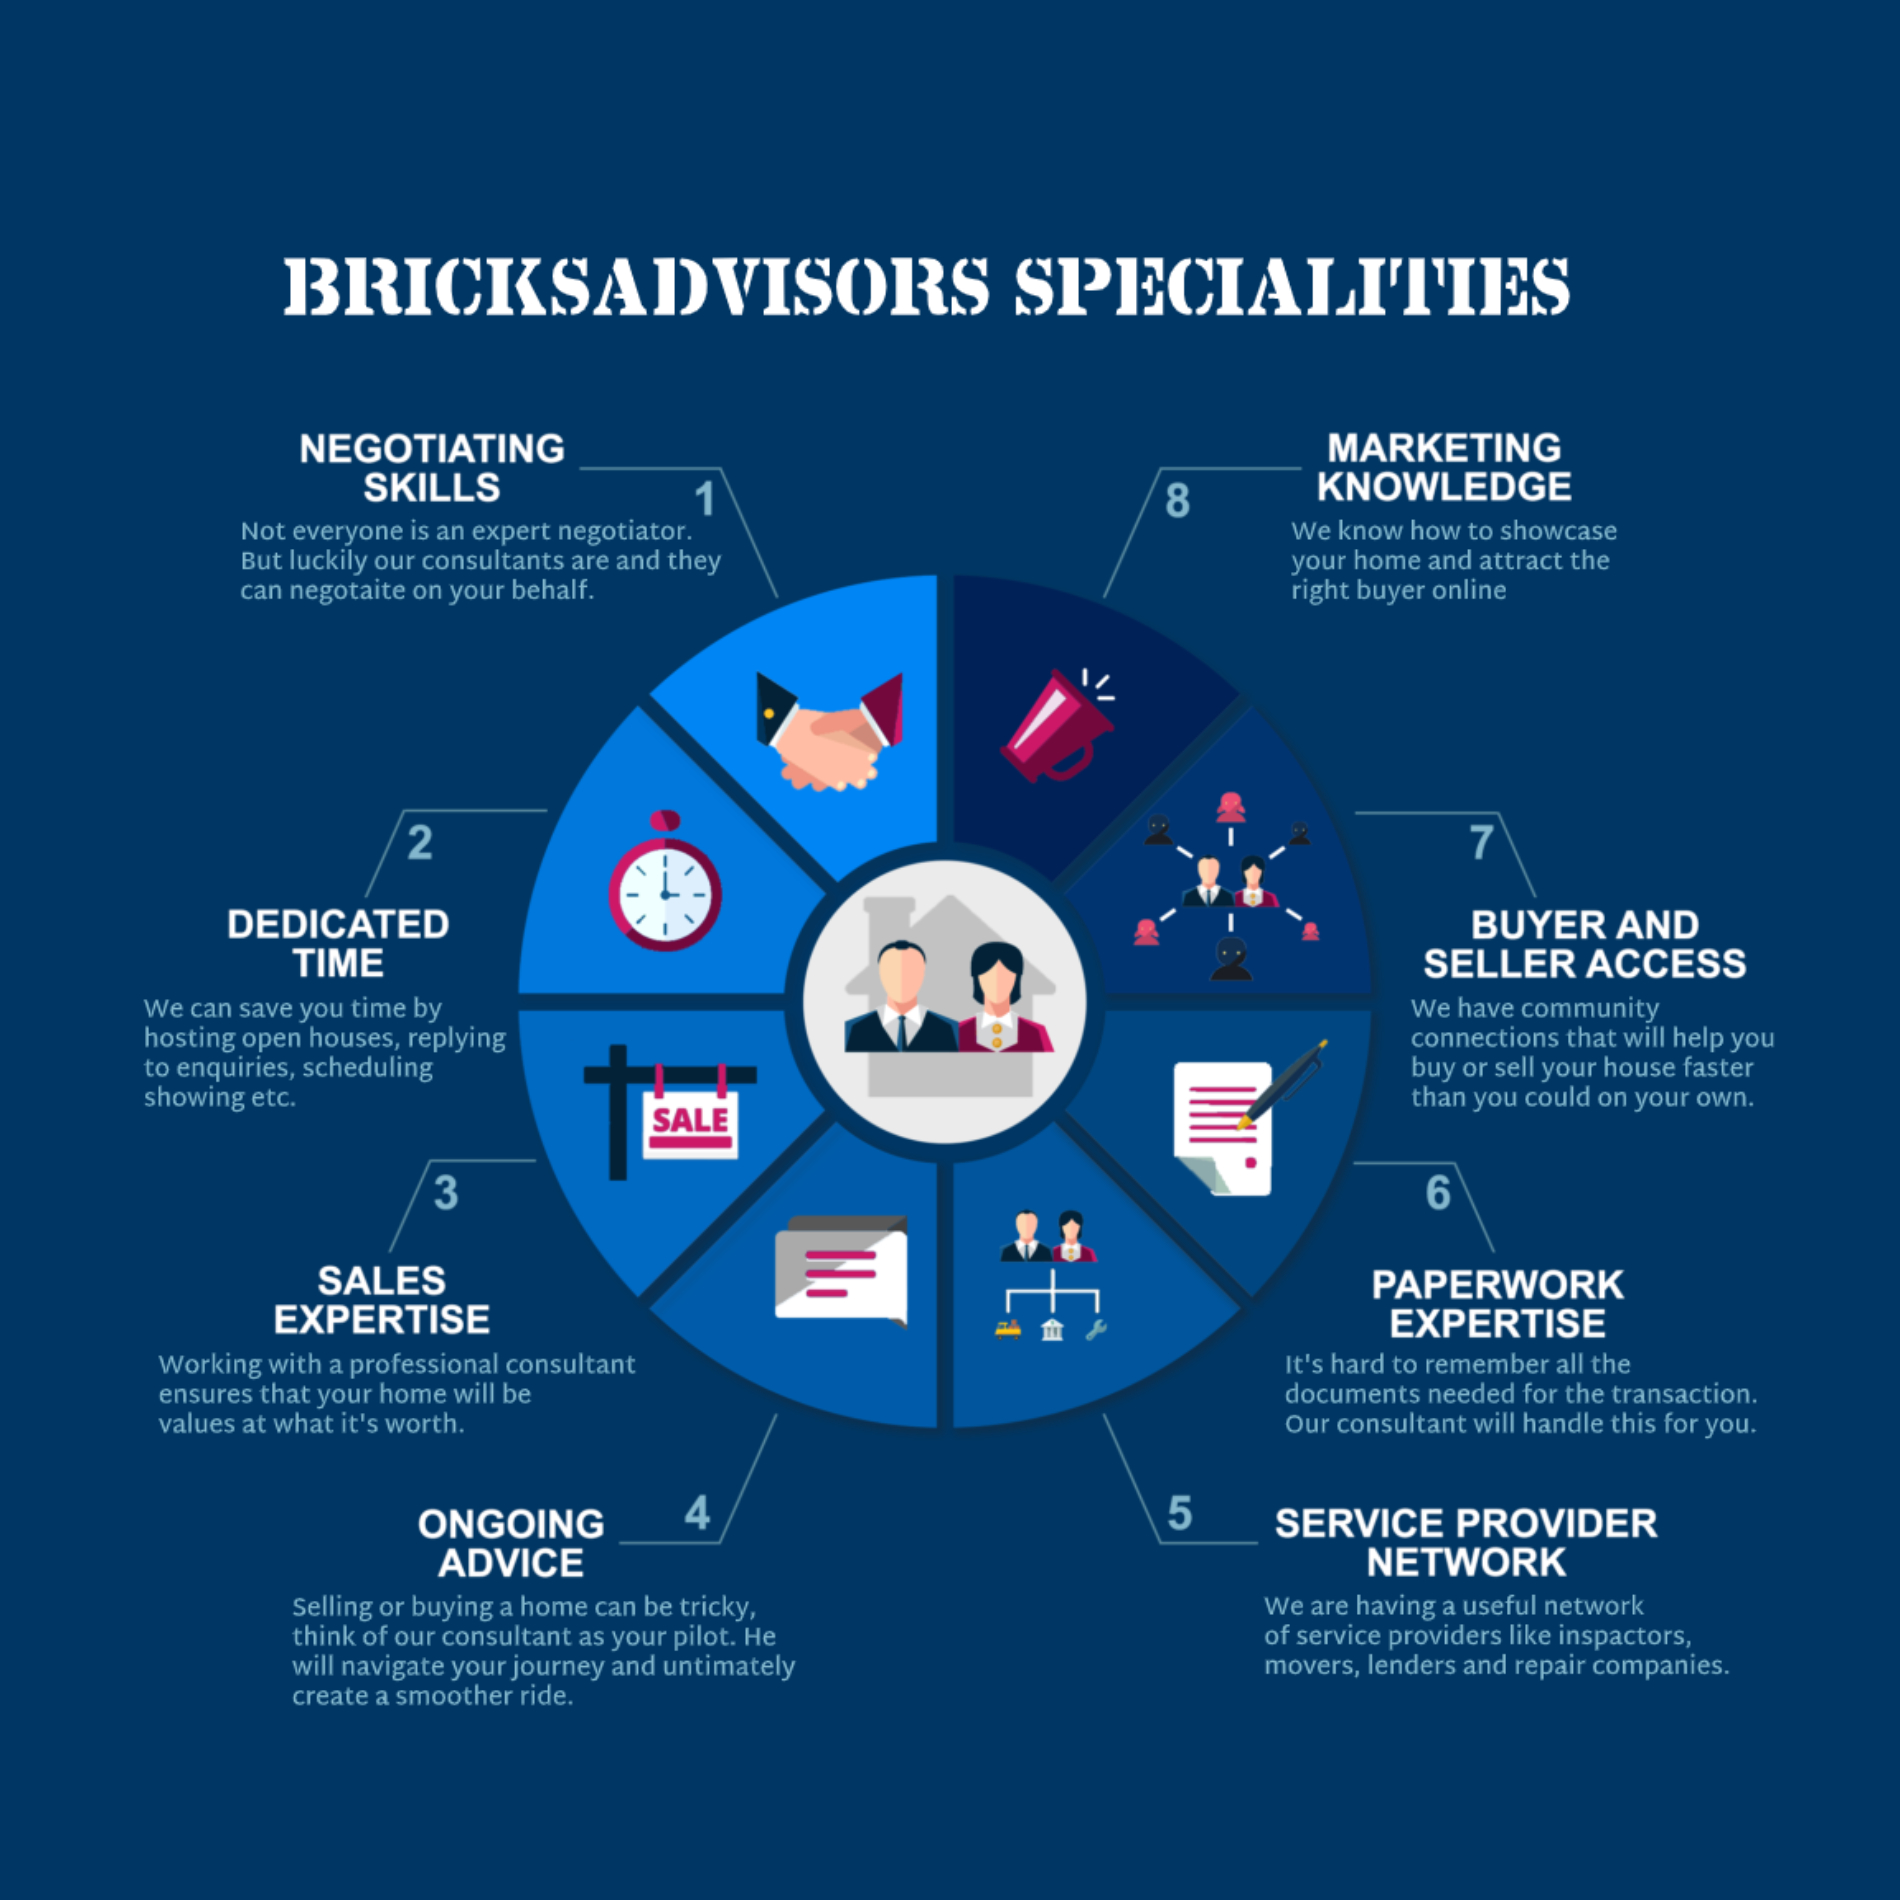 BRICKSADVISORS SPECIALITIES
NEGOTIATING
SKILLS
1
Not everyone is an expert negotiator.
But luckily our consultants are and they
can negotaite on your behalf.
2
DEDICATED
TIME
We can save you time by
hosting open houses, replying
to enquiries, scheduling
showing etc.
SALE
3
SALES
EXPERTISE
Working with a professional consultant
ensures that your home will be
values at what it's worth.
4
ONGOING
ADVICE
Selling or buying a home can be tricky,
think of our consultant as your pilot. He
will navigate your journey and untimately
create a smoother ride.
5
SERVICE PROVIDER
NETWORK
We are having a useful network
of service providers like inspactors,
movers, lenders and repair companies.
6
PAPERWORK
EXPERTISE
It's hard to remember all the
documents needed for the transaction.
Our consultant will handle this for you.
7
BUYER AND
SELLER ACCESS
We have community
connections that will help you
buy or sell your house faster
than you could on your own.
8
MARKETING
KNOWLEDGE
We know how to showcase
your home and attract the
right buyer online